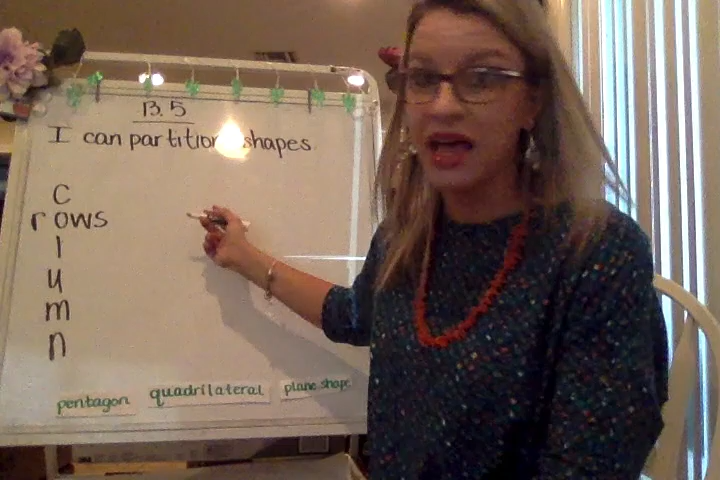 13.5
I can partition shapes
c
rows
l
u
m
n
pentagon quadrilateral plane shape